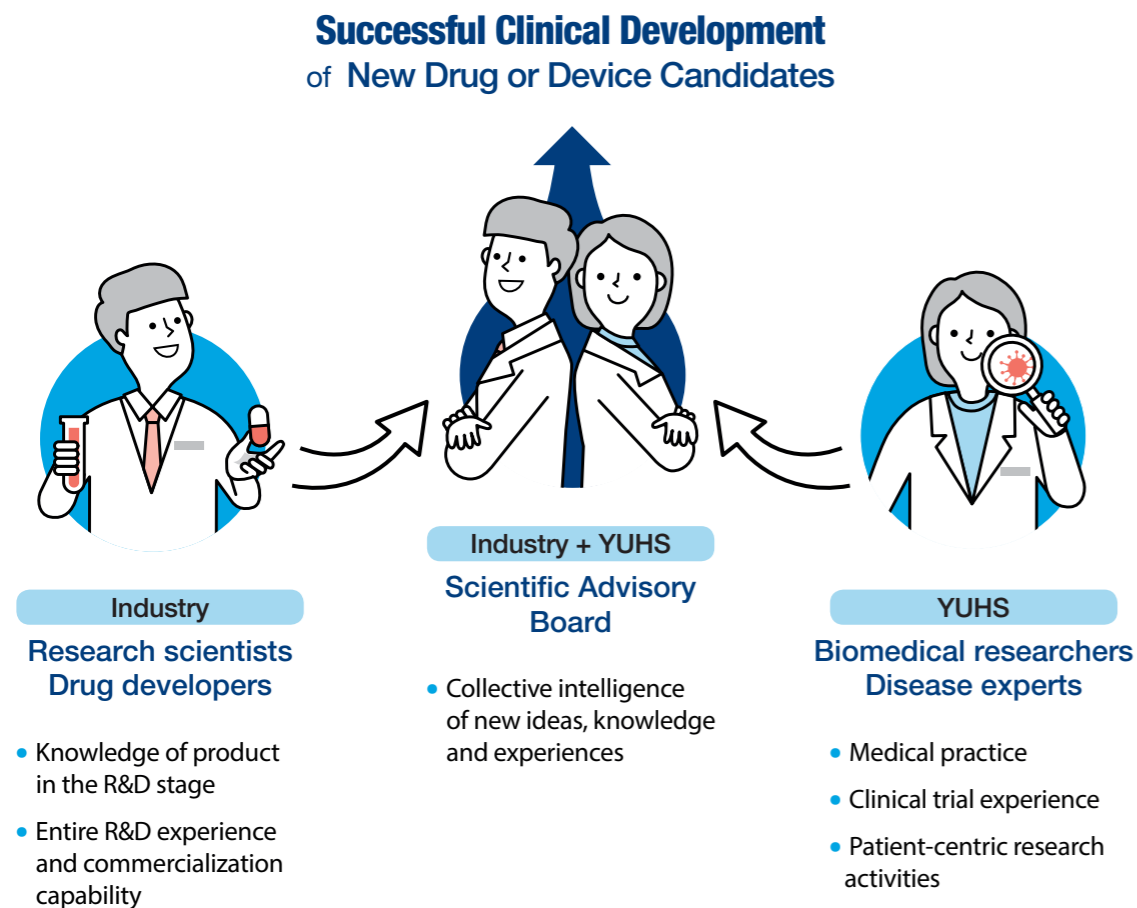 Successful Clinical Development
of New Drug or Device Candidates
Industry
Research scientists
Drug developers
• Knowledge of product
in the R&D stage
• Entire R&D experience
and commercialization
capability
Industry + YUHS
Scientific Advisory
Board
• Collective intelligence
of new ideas, knowledge
and experiences
YUHS
Biomedical researchers
Disease experts
• Medical practice
• Clinical trial experience
• Patient-centric research
activities